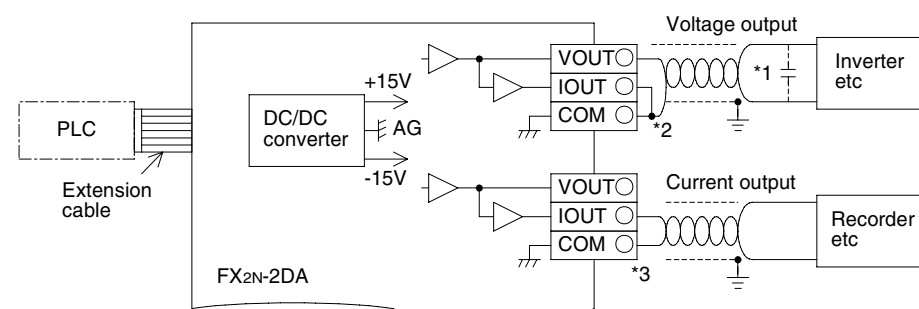 Voltage output
VOUT
IOUT
COM
*1
*2
Inverter
etc
+15V
DC/DC
converter
AG
-15V
PLC
Extension
cable
Current output
VOUT
IOUT
COM
*3
Recorder
etc
FX2N-2DA